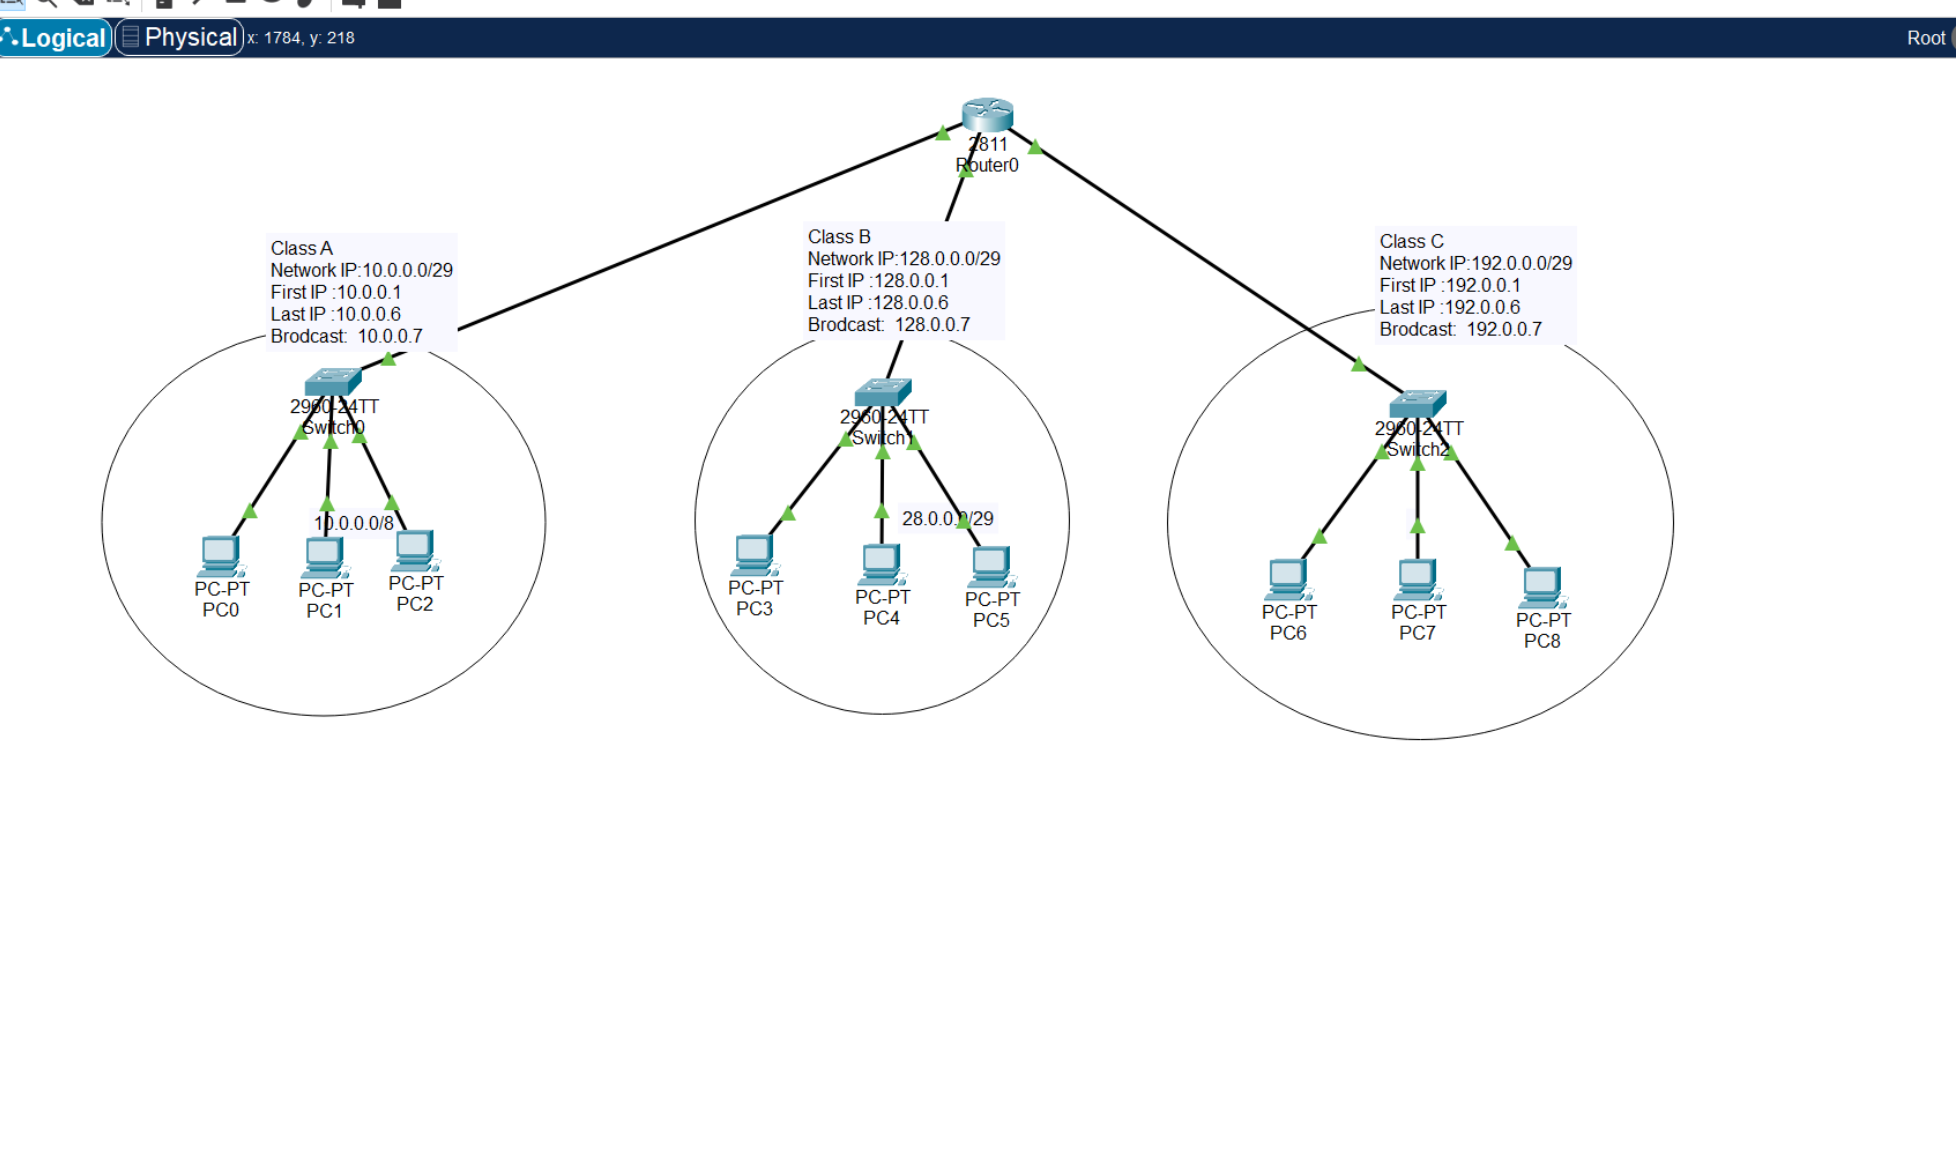 Logical Physical x: 1784, y: 218 Root
2811
Router0
Class A
Network IP:10.0.0.0/29
First IP :10.0.0.1
Last IP :10.0.0.6
Brodcast: 10.0.0.7
Class B
Network IP:128.0.0.0/29
First IP :128.0.0.1
Last IP :128.0.0.6
Brodcast: 128.0.0.7
Class C
Network IP:192.0.0.0/29
First IP :192.0.0.1
Last IP :192.0.0.6
Brodcast: 192.0.0.7
2960-24TT
Switch0
2960-24TT
Switch1
2960-24TT
Switch2
10.0.0.0/8
28.0.0.0/29
PC-PT
PC0
PC-PT
PC1
PC-PT
PC2
PC-PT
PC3
PC-PT
PC4
PC-PT
PC5
PC-PT
PC6
PC-PT
PC7
PC-PT
PC8